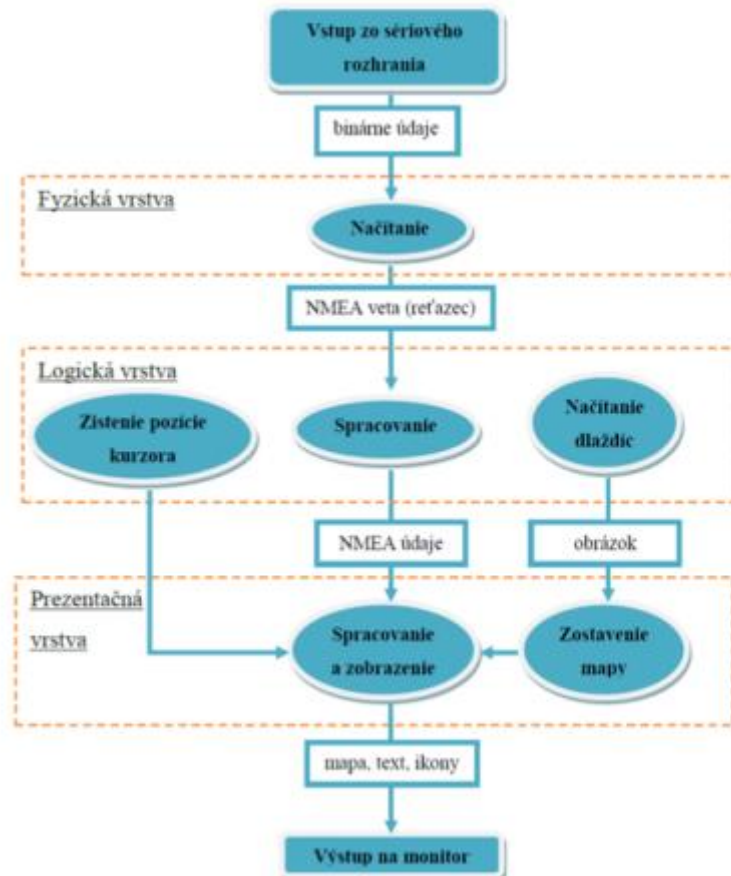 Vstup zo sériového
rozhrania
binárne údaje
Fyzická vrstva
Načítanie
NMEA veta (reťazec)
Logická vrstva
Zistenie pozície
kurzora
Spracovanie
Načítanie
dlaždíc
NMEA údaje
obrázok
Prezentačná
vrstva
Spracovanie
a zobrazenie
Zostavenie
mapy
mapa, text, ikony
Výstup na monitor